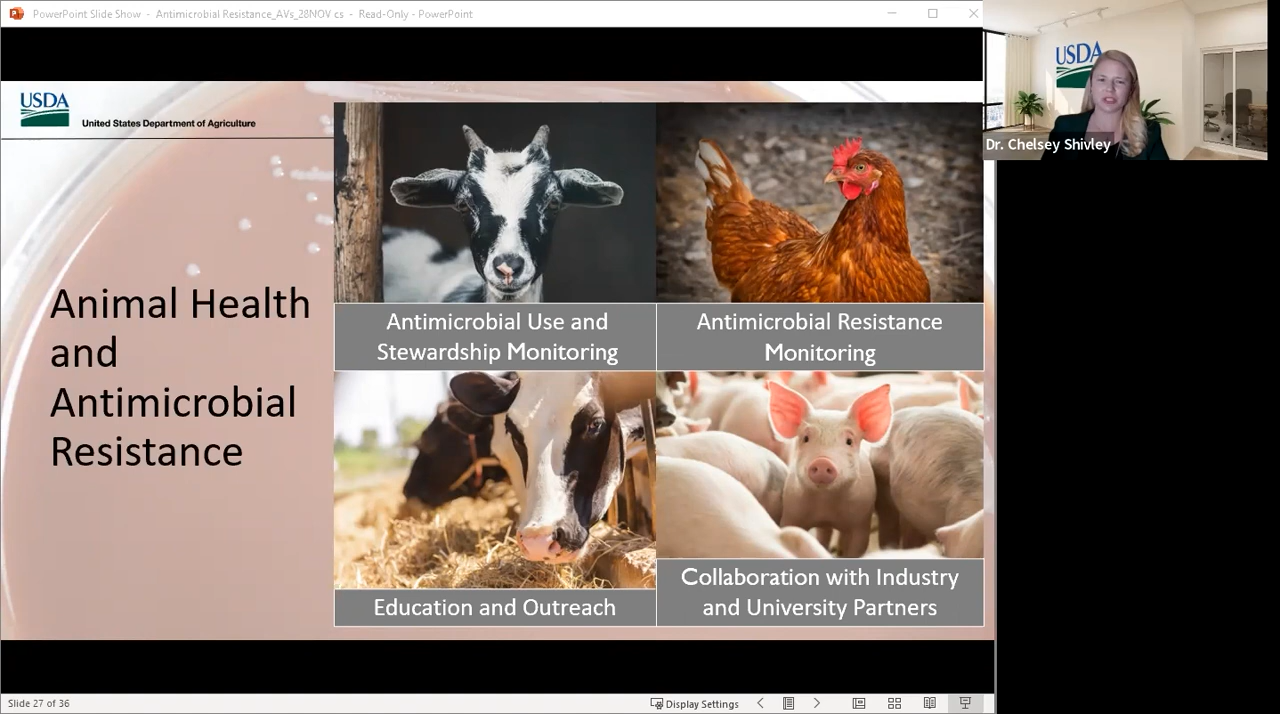 PowerPoint Slide Show - Antimicrobial Resistance_AVs_28NOV cs - Read-Only - PowerPoint
USDA
Dr. Chelsey Shivley
USDA
United States Department of Agriculture
Animal Health
and
Antimicrobial
Resistance
Antimicrobial Use and
Stewardship Monitoring
Antimicrobial Resistance
Monitoring
Education and Outreach
Collaboration with Industry
and University Partners
Slide 27 of 36
Display Settings